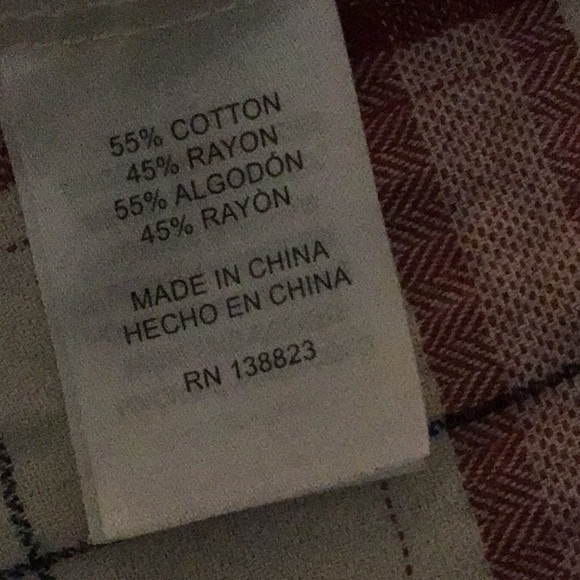 55% COTTON
45% RAYON
55% ALGODÓN
45% RAYÒN
MADE IN CHINA
HECHO EN CHINA
RN 138823